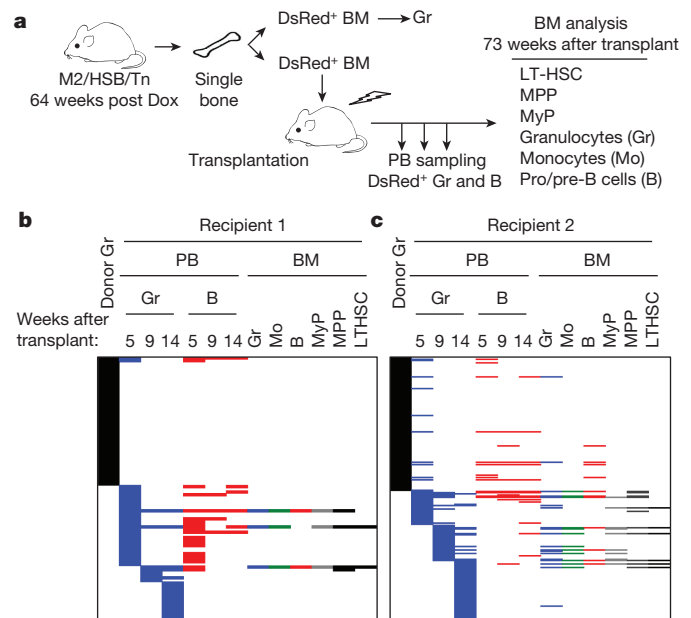 a
DsRed+ BM
Gr
DsRed+ BM
M2/HSB/Tn
64 weeks post Dox
Single
bone
Transplantation
PB sampling
DsRed+ Gr and B
BM analysis
73 weeks after transplant
LT-HSC
MPP
MyP
Granulocytes (Gr)
Monocytes (Mo)
Pro/pre-B cells (B)
b
Donor Gr
Recipient 1
PB
BM
Gr
B
Weeks after
transplant:
5 9 14 5 9 14 Gr Mo B MyP MPP LTHSC
c
Donor Gr
Recipient 2
PB
BM
Gr
B
5 9 14 5 9 14 Gr Mo B MyP MPP LTHSC